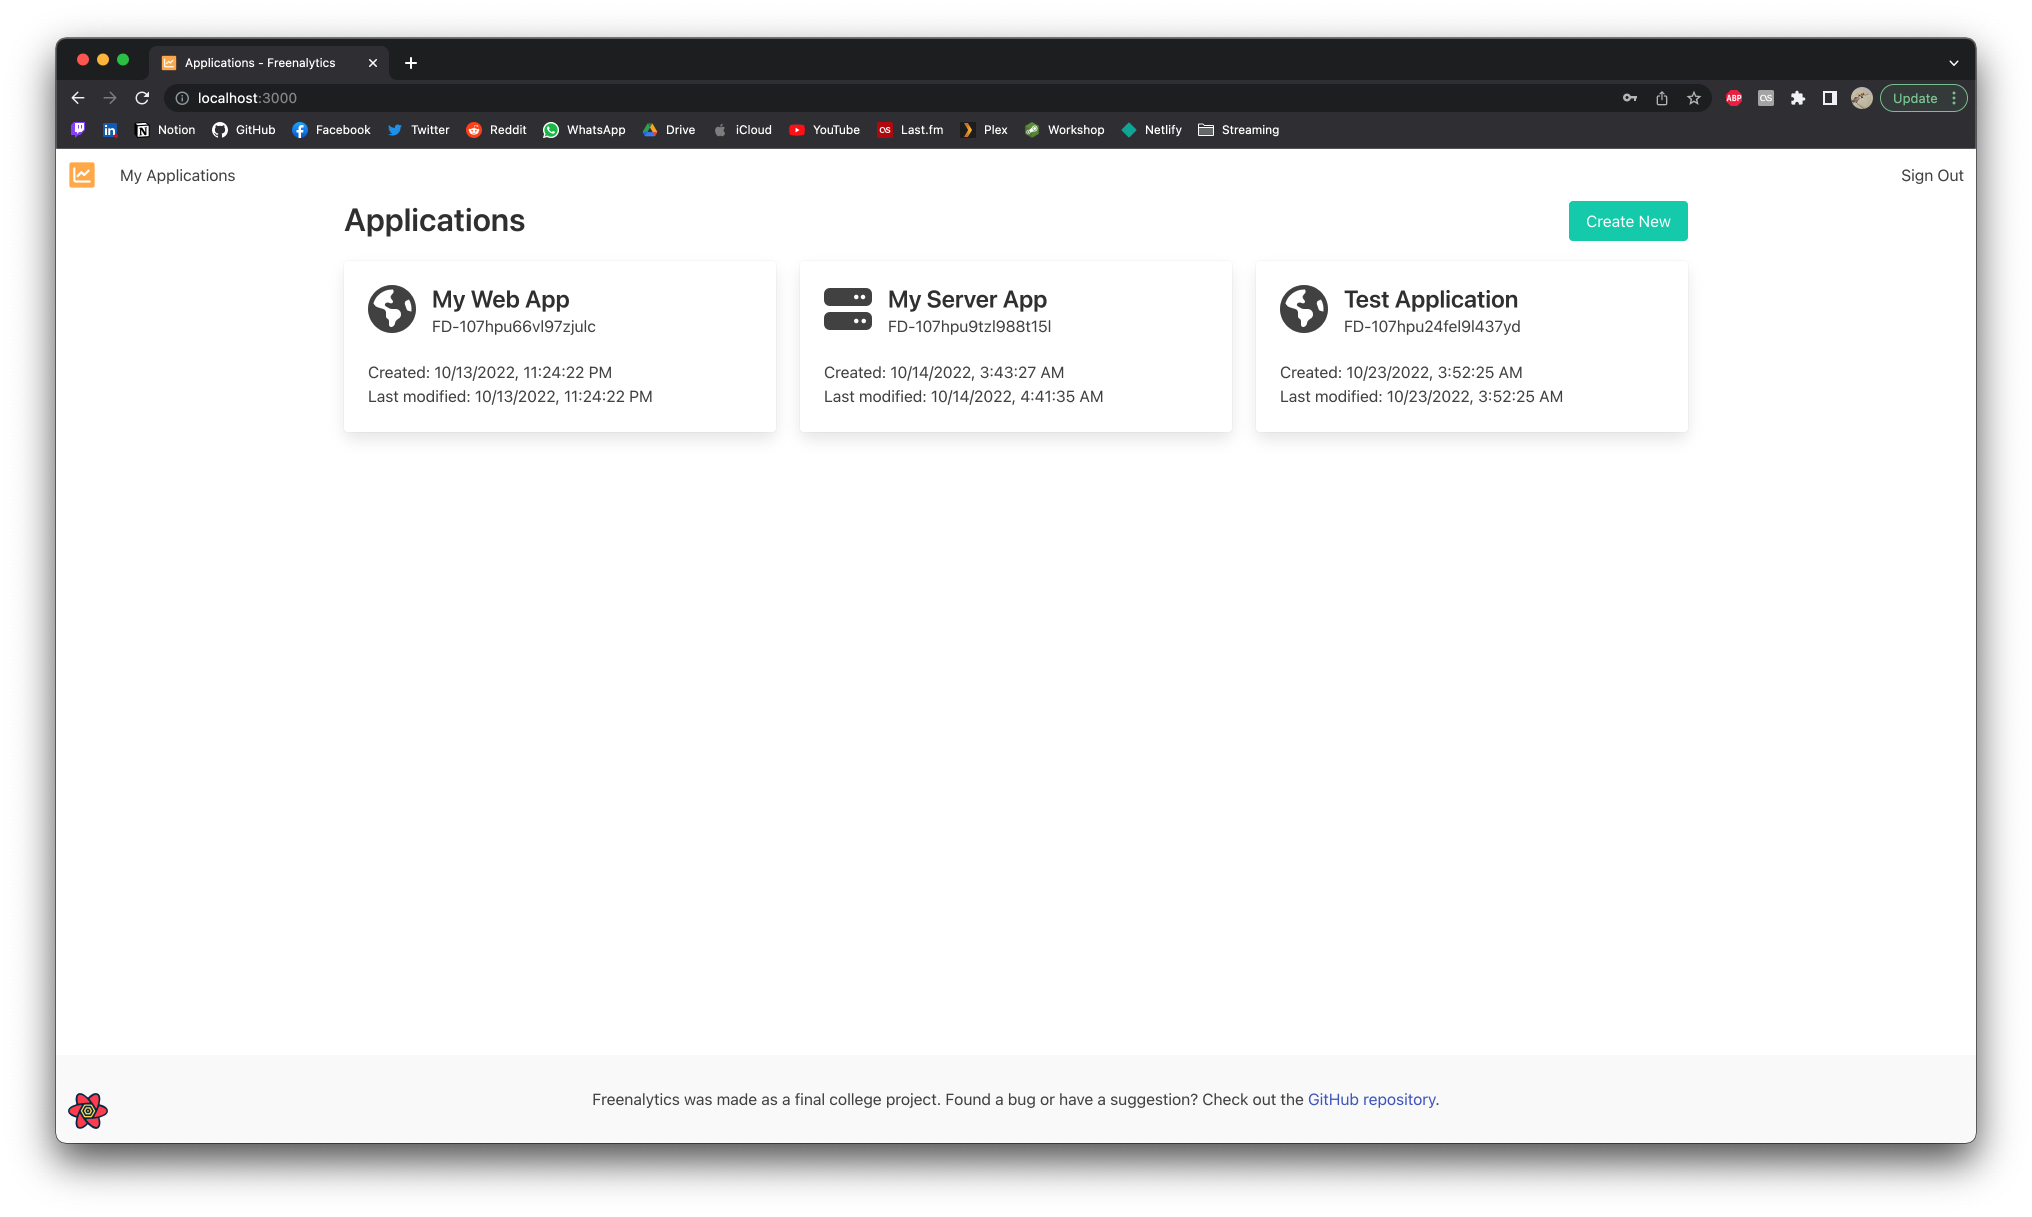 Applications - Freenalytics
localhost:3000
ABP
Update
in
Notion
GitHub
Facebook
Twitter
Reddit
WhatsApp
Drive
iCloud
YouTube
Last.fm
Plex
Workshop
Netlify
Streaming
My Applications
Sign Out
Applications
Create New
My Web App
FD-107hpu66vl97zjulc
Created: 10/13/2022, 11:24:22 PM
Last modified: 10/13/2022, 11:24:22 PM
My Server App
FD-107hpu9tzl988t15l
Created: 10/14/2022, 3:43:27 AM
Last modified: 10/14/2022, 4:41:35 AM
Test Application
FD-107hpu24fel9l437yd
Created: 10/23/2022, 3:52:25 AM
Last modified: 10/23/2022, 3:52:25 AM
Freenalytics was made as a final college project. Found a bug or have a suggestion? Check out the GitHub repository.